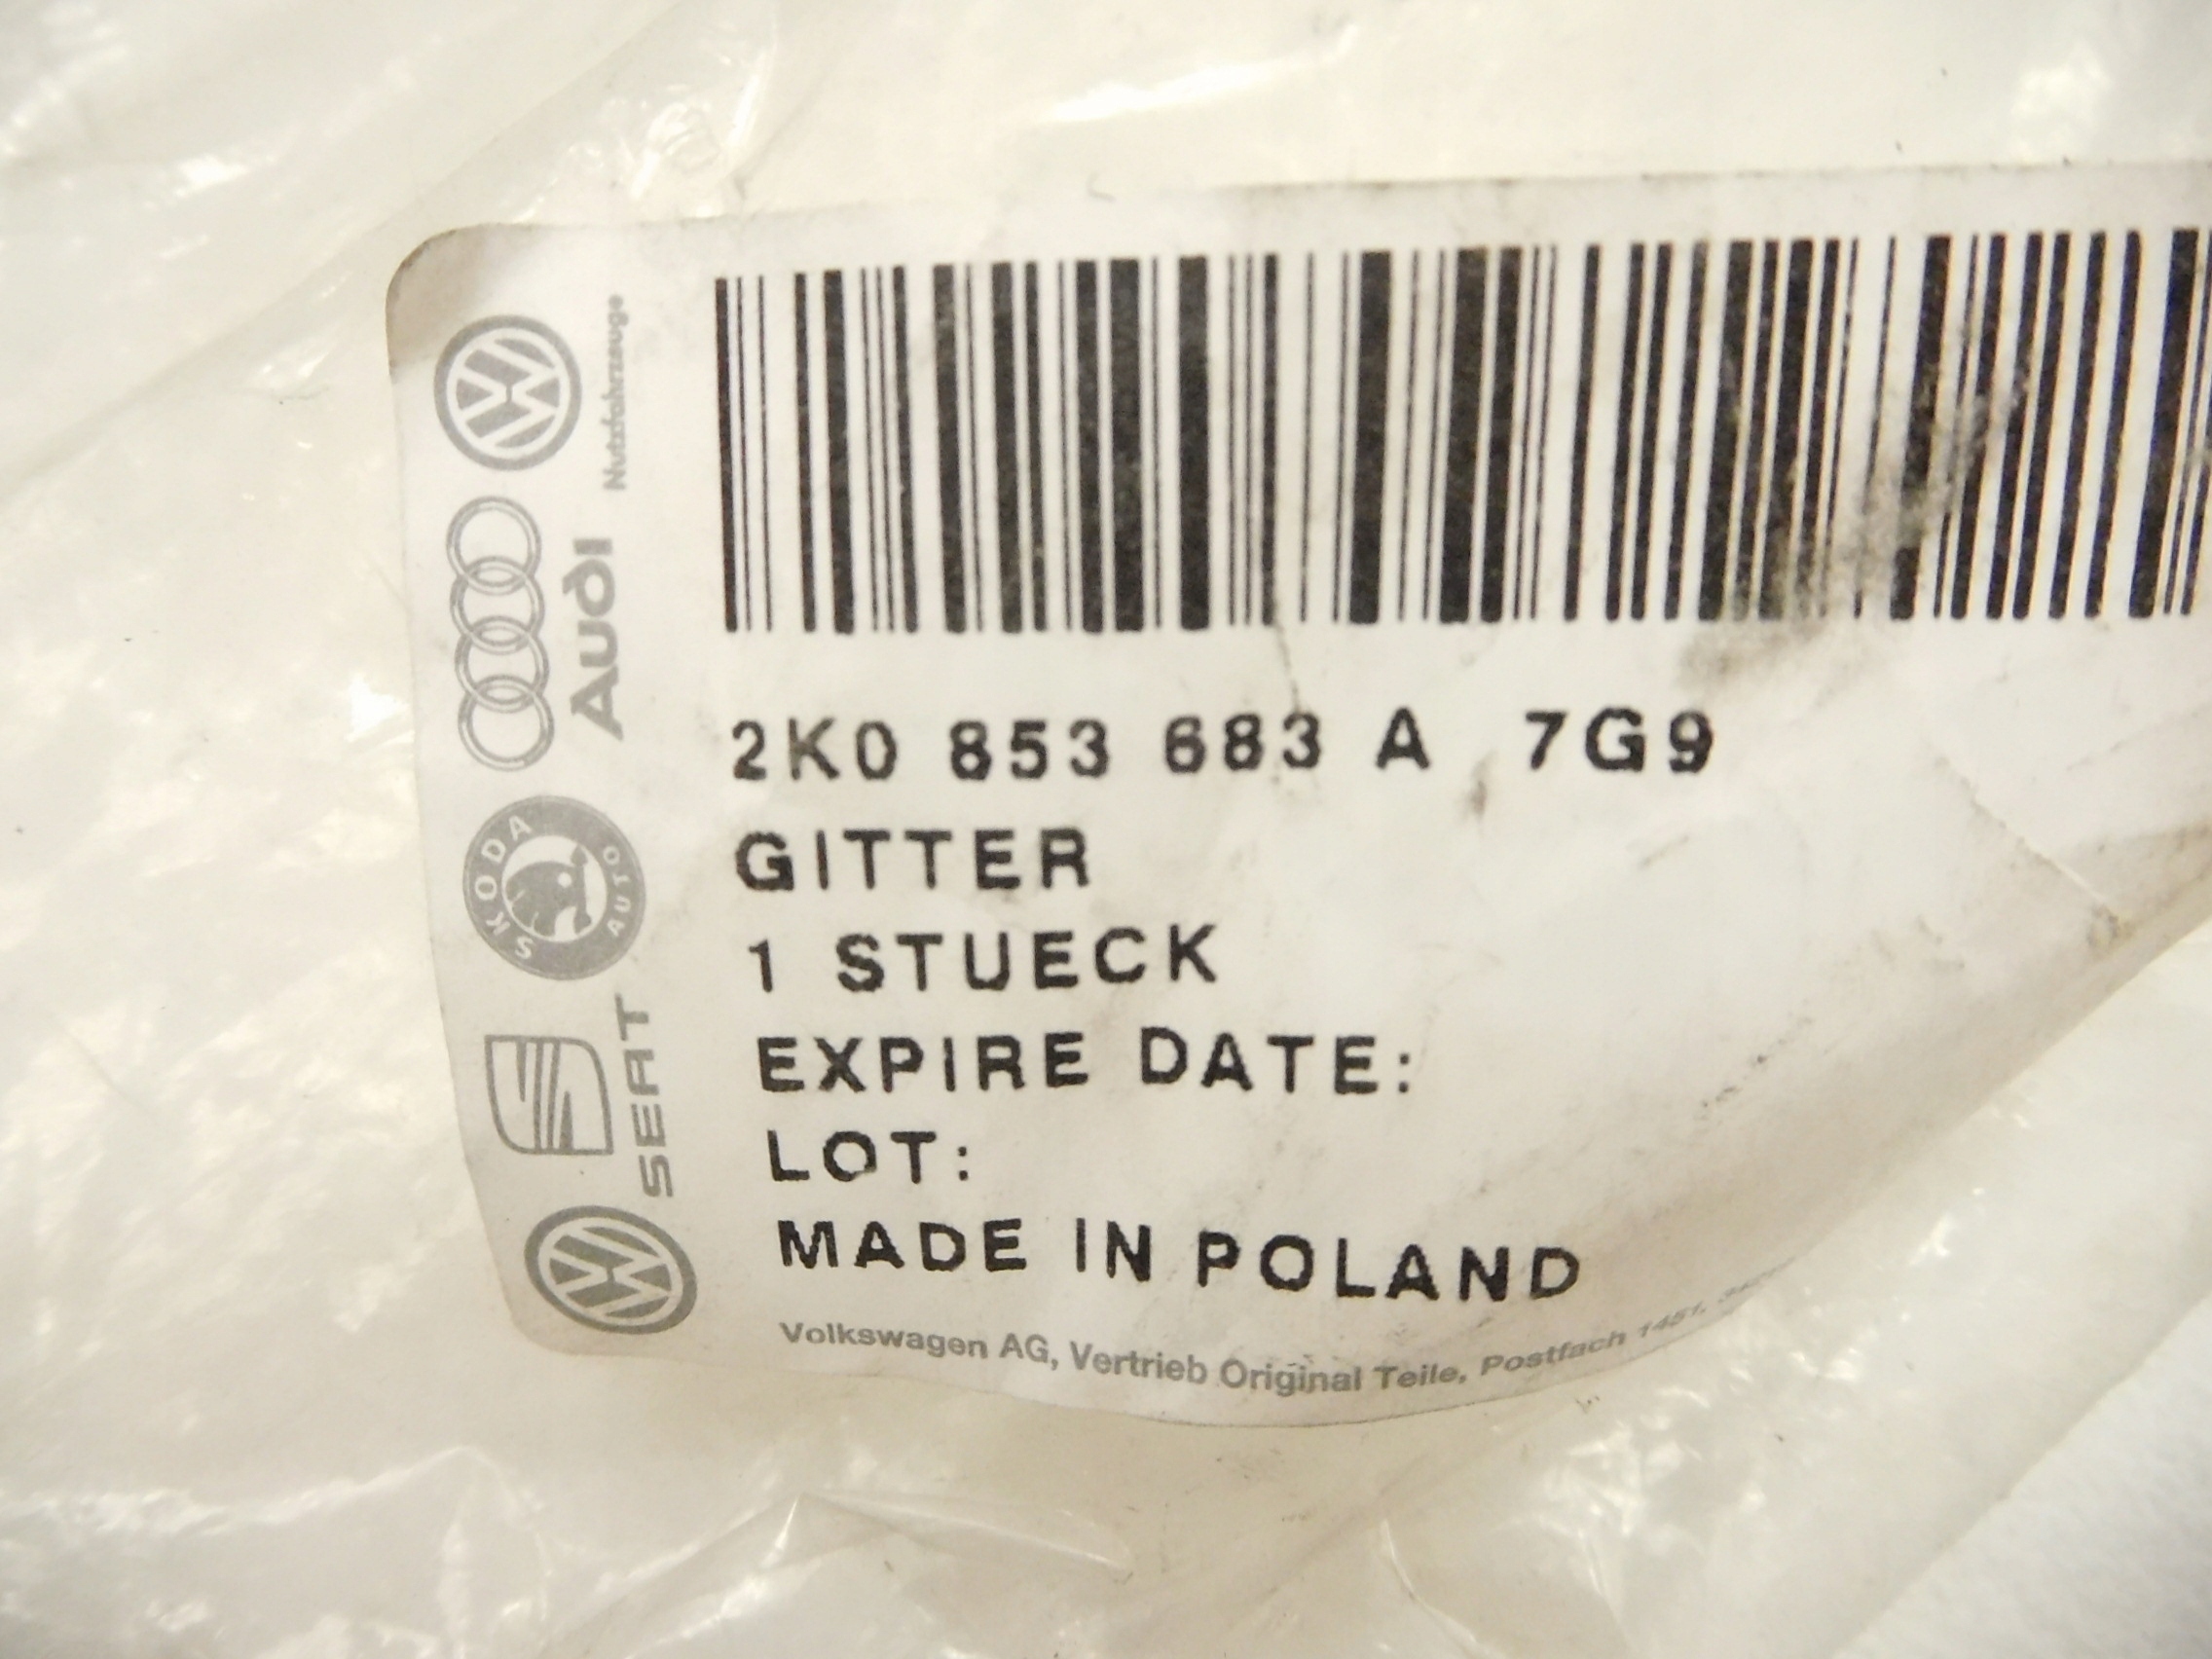 2K0 853 683 A 7G9
GITTER
1 STUECK
EXPIRE DATE:
LOT:
MADE IN POLAND
Volkswagen AG, Vertrieb Original Teile, Postfach 1451,
Nutzfahrzeuge
Audi
SKODA AUTO
SEAT